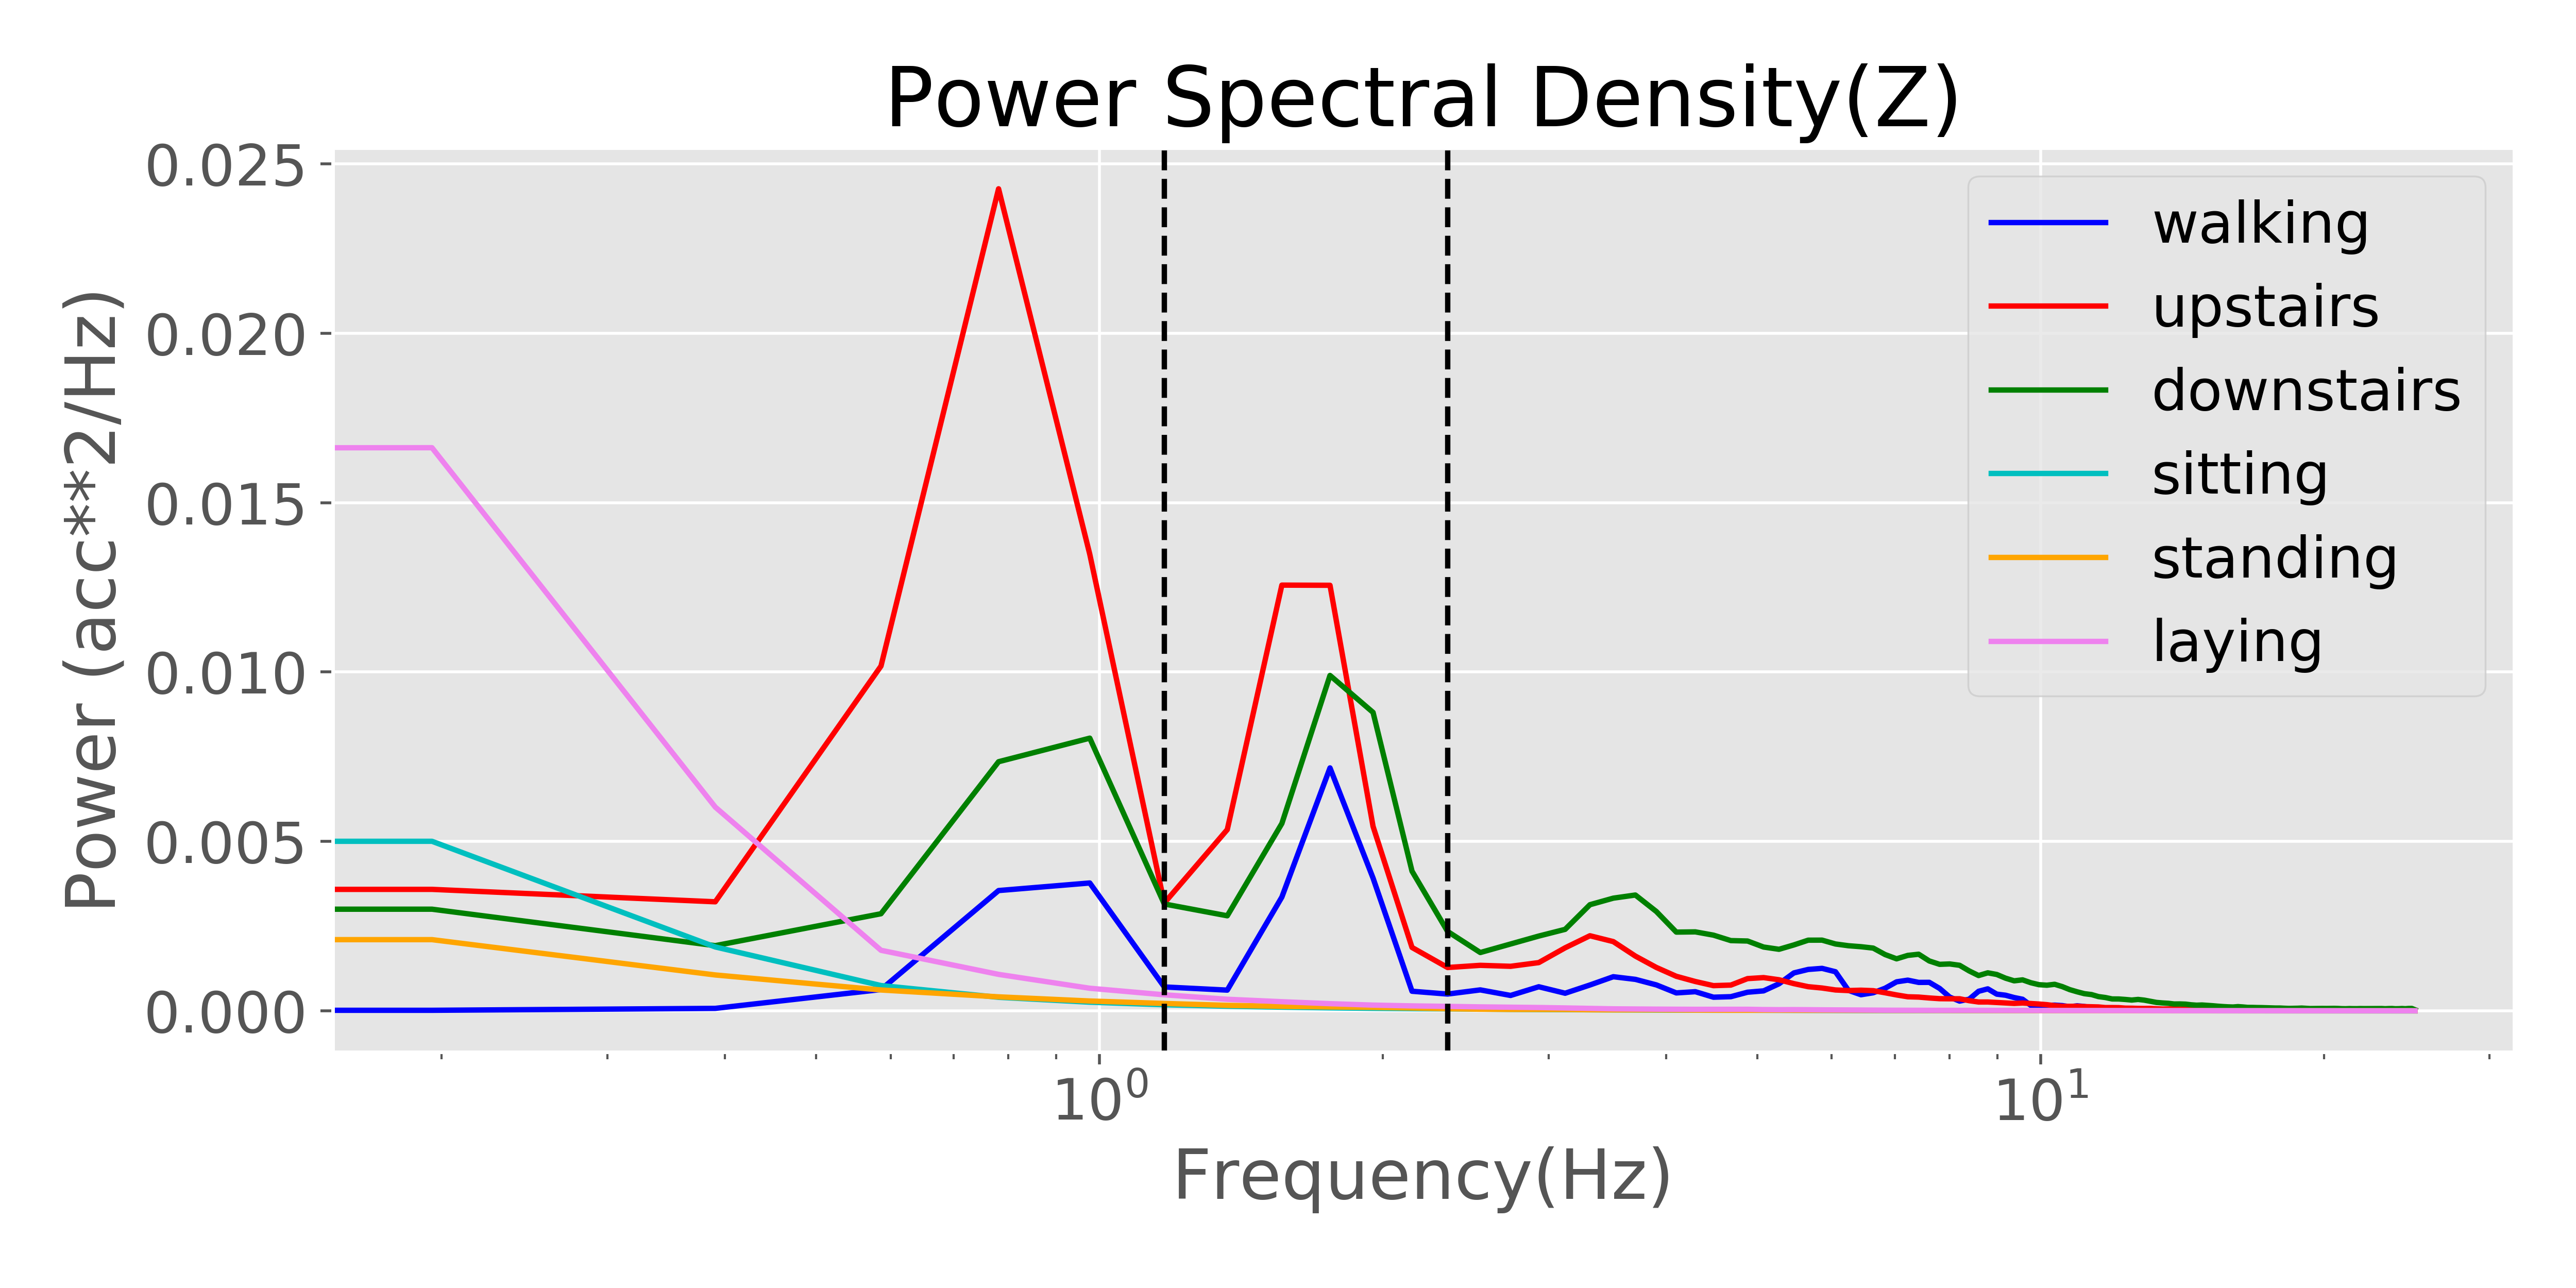 Power Spectral Density(Z)
0.025
0.020
0.015
0.010
0.005
0.000
Power (acc**2/Hz)
walking
upstairs
downstairs
sitting
standing
laying
10⁰
10¹
Frequency(Hz)